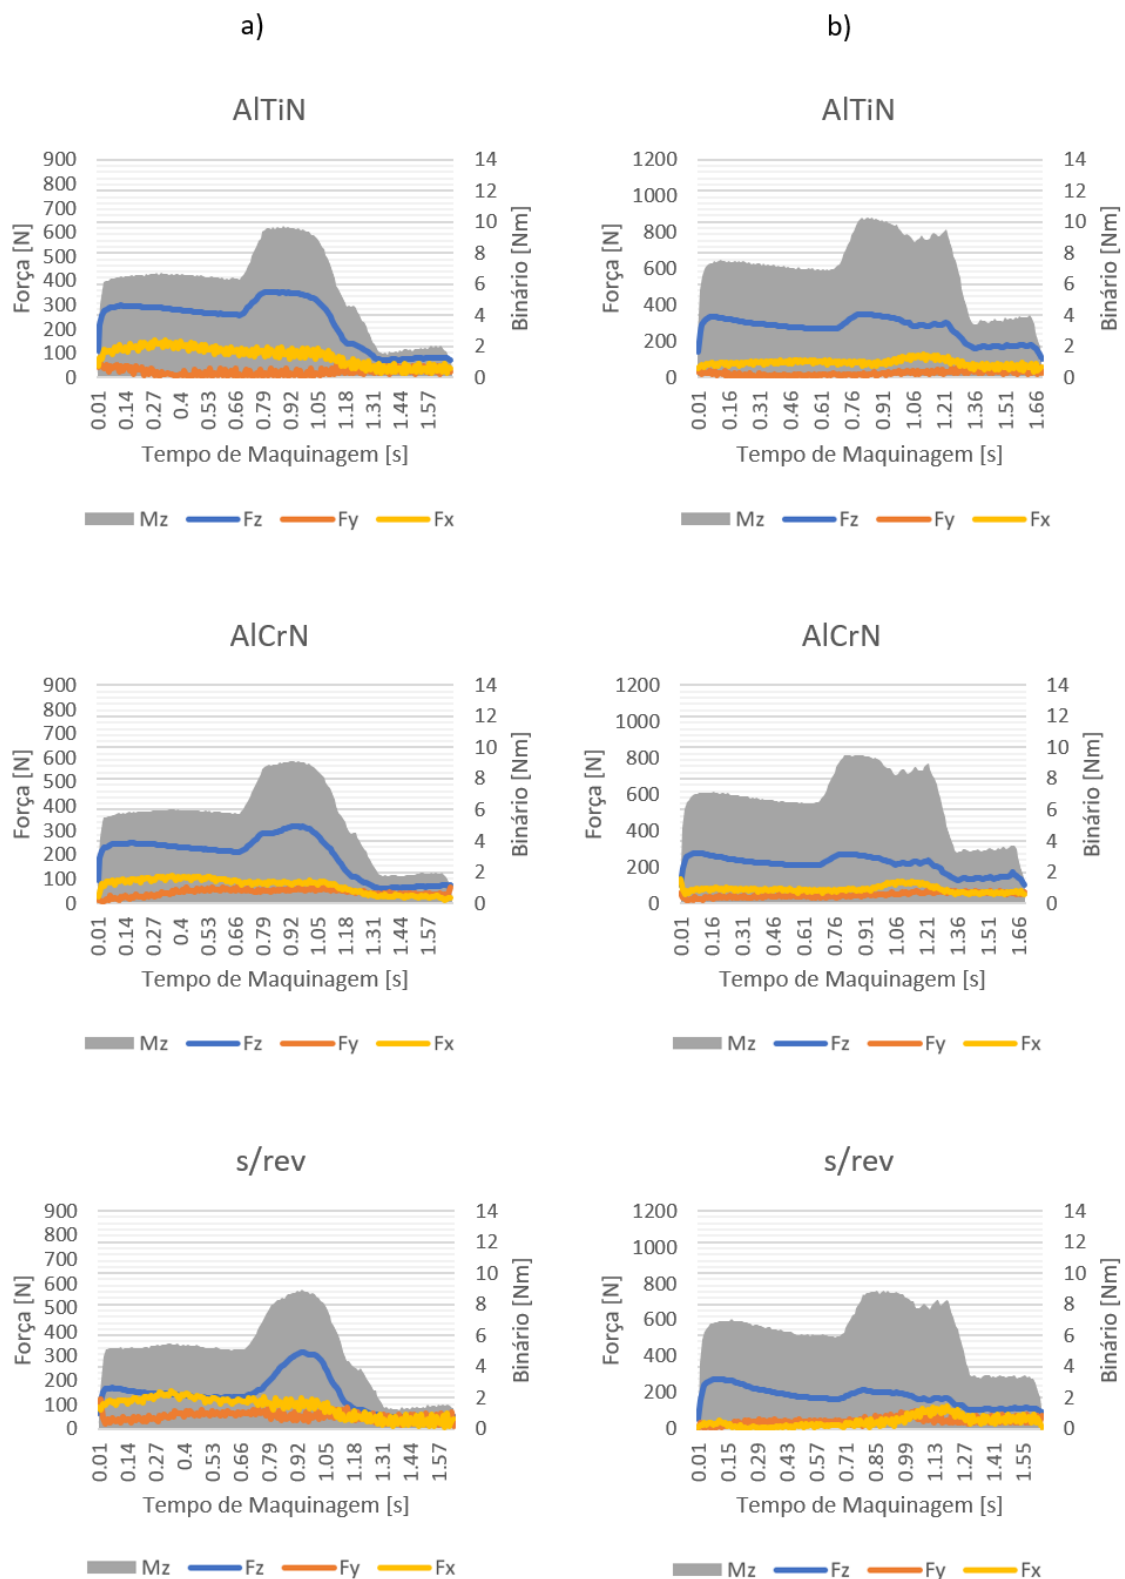 a)
b)
AlTiN
900
800
700
600
500
400
300
200
100
0
Força [N]
14
12
10
8
6
4
2
0
Binário [Nm]
0.01 0.14 0.27 0.4 0.53 0.66 0.79 0.92 1.05 1.18 1.31 1.44 1.57
Tempo de Maquinagem [s]
Mz Fz Fy Fx
AlTiN
1200
1000
800
600
400
200
0
Força [N]
14
12
10
8
6
4
2
0
Binário [Nm]
0.01 0.16 0.31 0.46 0.61 0.76 0.91 1.06 1.21 1.36 1.51 1.66
Tempo de Maquinagem [s]
Mz Fz Fy Fx
AlCrN
900
800
700
600
500
400
300
200
100
0
Força [N]
14
12
10
8
6
4
2
0
Binário [Nm]
0.01 0.14 0.27 0.4 0.53 0.66 0.79 0.92 1.05 1.18 1.31 1.44 1.57
Tempo de Maquinagem [s]
Mz Fz Fy Fx
AlCrN
1200
1000
800
600
400
200
0
Força [N]
14
12
10
8
6
4
2
0
Binário [Nm]
0.01 0.16 0.31 0.46 0.61 0.76 0.91 1.06 1.21 1.36 1.51 1.66
Tempo de Maquinagem [s]
Mz Fz Fy Fx
s/rev
900
800
700
600
500
400
300
200
100
0
Força [N]
14
12
10
8
6
4
2
0
Binário [Nm]
0.01 0.14 0.27 0.4 0.53 0.66 0.79 0.92 1.05 1.18 1.31 1.44 1.57
Tempo de Maquinagem [s]
Mz Fz Fy Fx
s/rev
1200
1000
800
600
400
200
0
Força [N]
14
12
10
8
6
4
2
0
Binário [Nm]
0.01 0.15 0.29 0.43 0.57 0.71 0.85 0.99 1.13 1.27 1.41 1.55
Tempo de Maquinagem [s]
Mz Fz Fy Fx